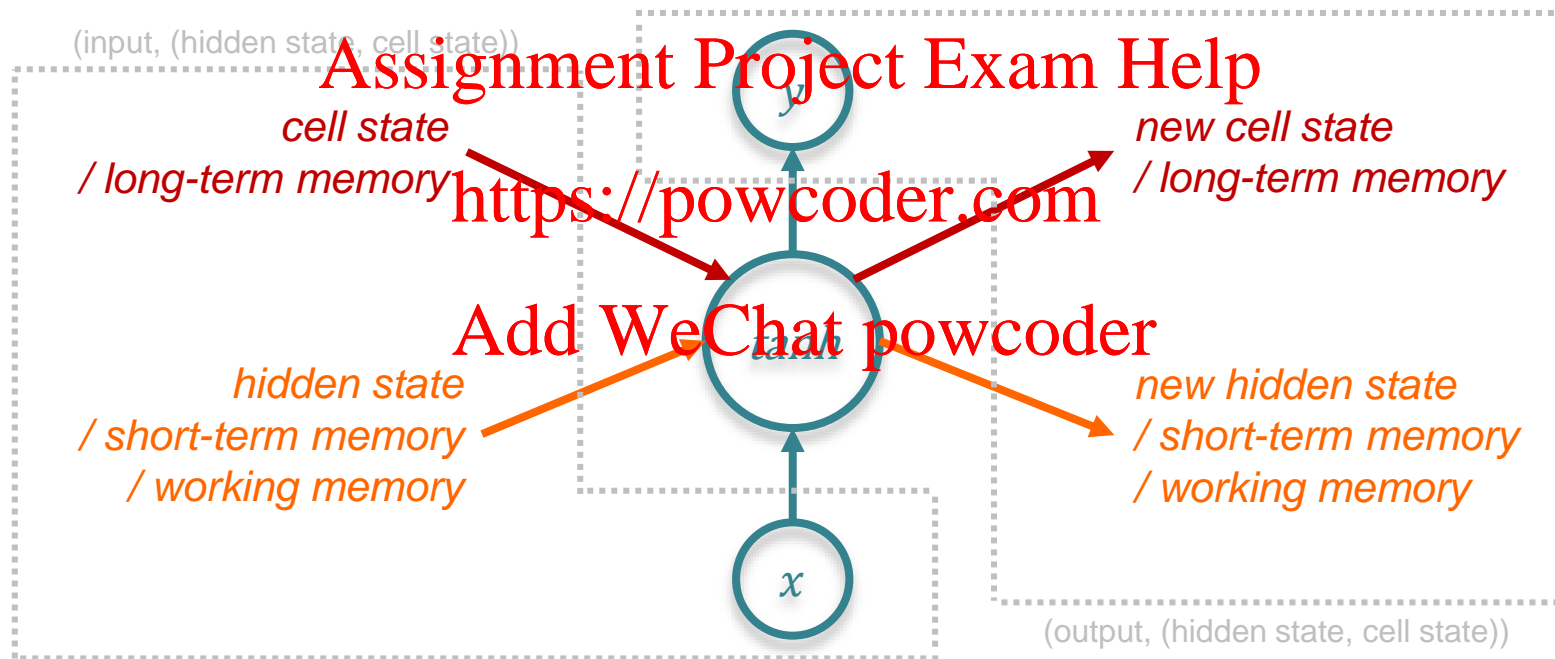 (input, (hidden state, cell state))
Assignment Project Exam Help
y
cell state
/ long-term memory
new cell state
/ long-term memory
https://powcoder.com
Add WeChat powcoder
tanh
hidden state
/ short-term memory
/ working memory
new hidden state
/ short-term memory
/ working memory
x
(output, (hidden state, cell state))